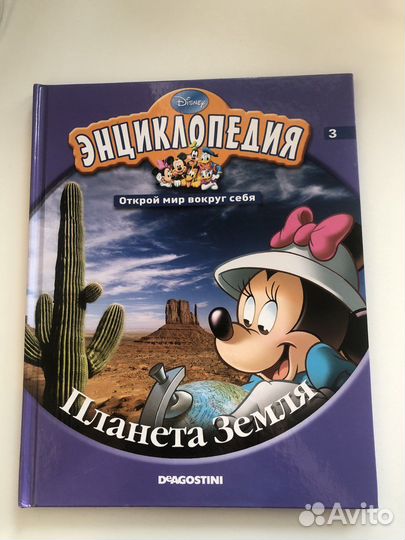 Disney
ЭНЦИКЛОПЕДИЯ
3
Открой мир вокруг себя
Планета Земля
DeAGOSTINI
Avito